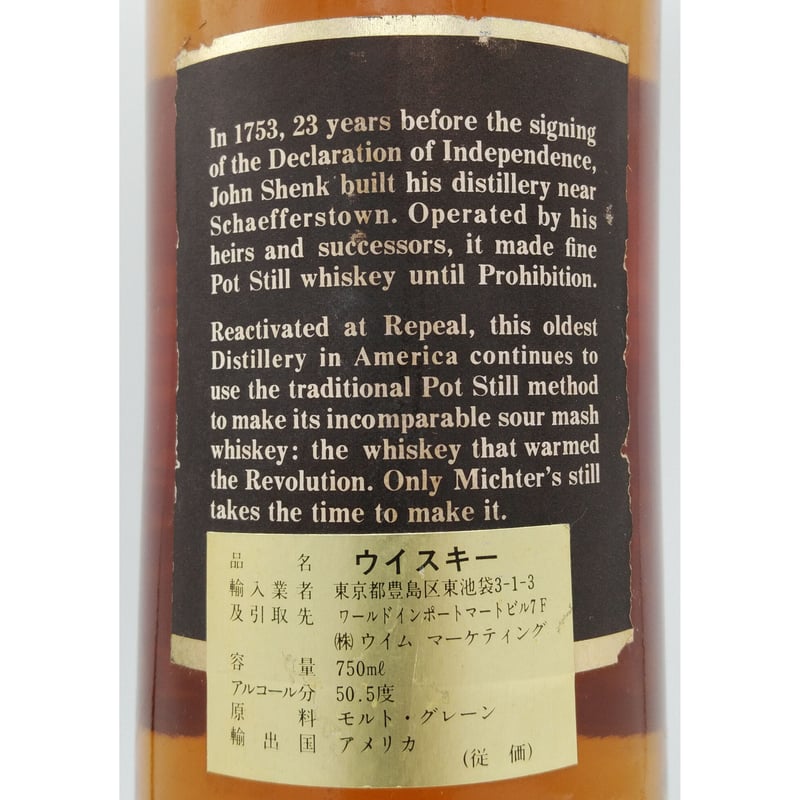 In 1753, 23 years before the signing
of the Declaration of Independence,
John Shenk built his distillery near
Schaefferstown. Operated by his
heirs and successors, it made fine
Pot Still whiskey until Prohibition.
Reactivated at Repeal, this oldest
Distillery in America continues to
use the traditional Pot Still method
to make its incomparable sour mash
whiskey: the whiskey that warmed
the Revolution. Only Michter's still
takes the time to make it.
品名 ウイスキー
輸入業者 東京都豊島区東池袋3-1-3
及引取先 ワールドインポートマートビル7F
㈱ウイム マーケティング
容量 750mℓ
アルコール分 50.5度
原料 モルト・グレーン
輸出国 アメリカ
(従価)